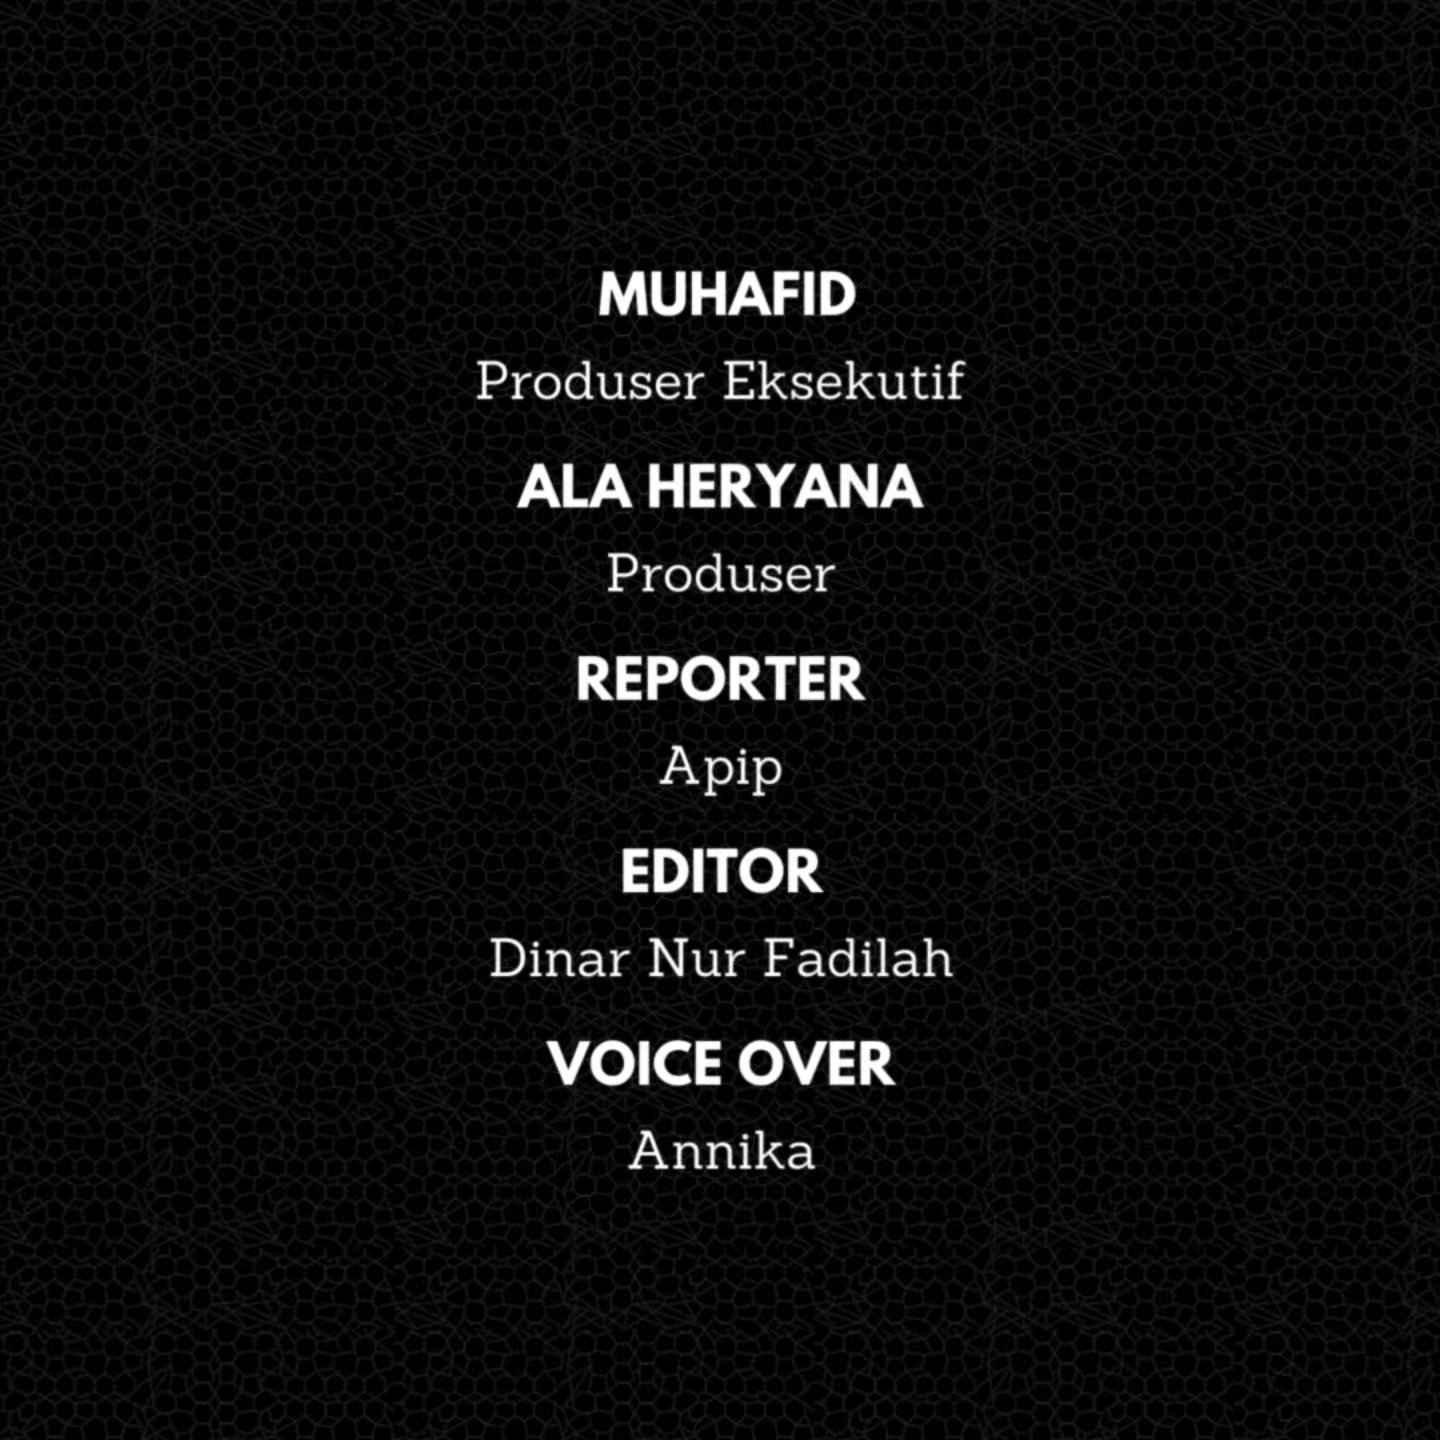 MUHAFID
Produser Eksekutif
ALA HERYANA
Produser
REPORTER
Apip
EDITOR
Dinar Nur Fadilah
VOICE OVER
Annika